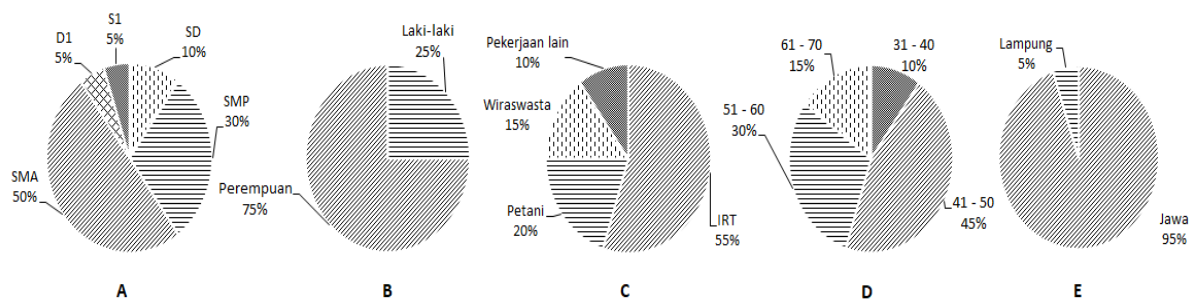 S1
5%
D1
5%
SD
10%
SMP
30%
SMA
50%
A
Laki-laki
25%
Perempuan
75%
B
Pekerjaan lain
10%
Wiraswasta
15%
Petani
20%
IRT
55%
C
61 - 70
15%
31 - 40
10%
51 - 60
30%
41 - 50
45%
D
Lampung
5%
Jawa
95%
E